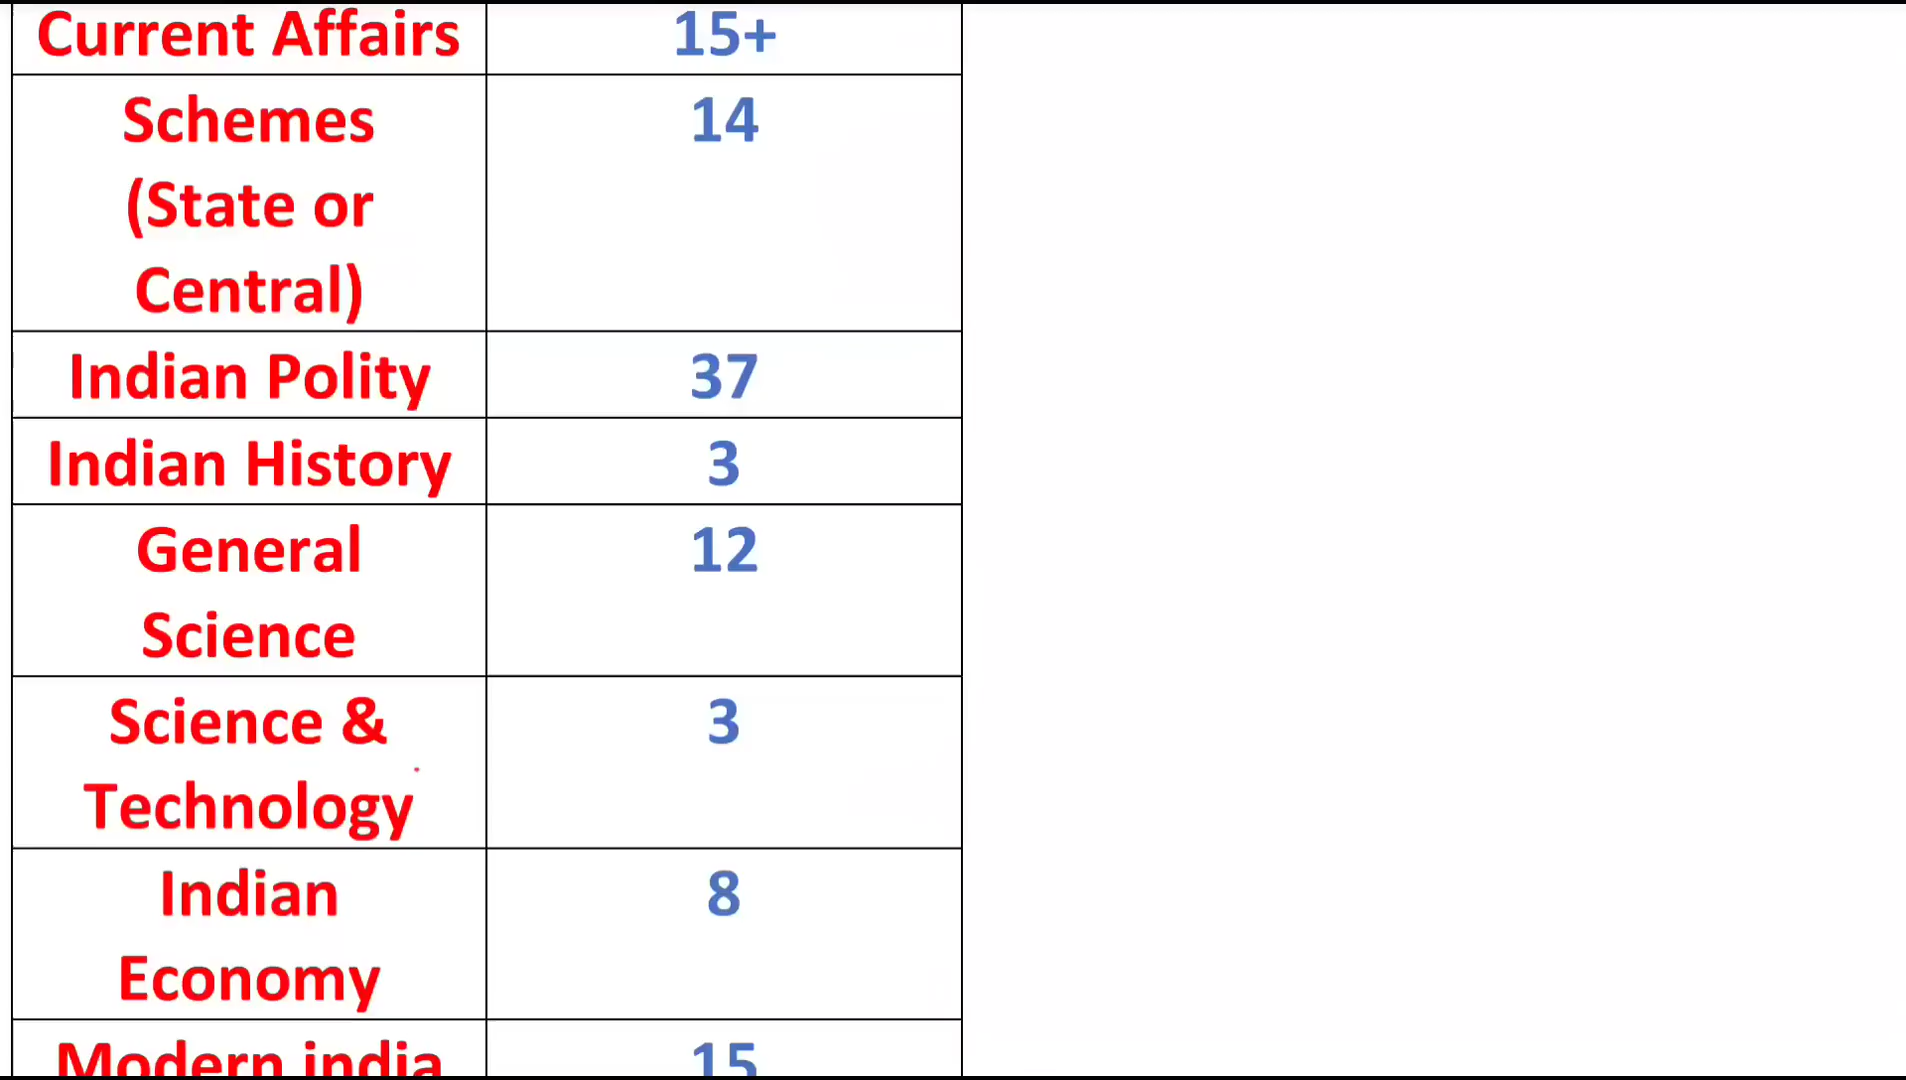 Current Affairs 15+
Schemes 14
(State or
Central)
Indian Polity 37
Indian History 3
General 12
Science
Science & 3
Technology
Indian 8
Economy
Modern india 15